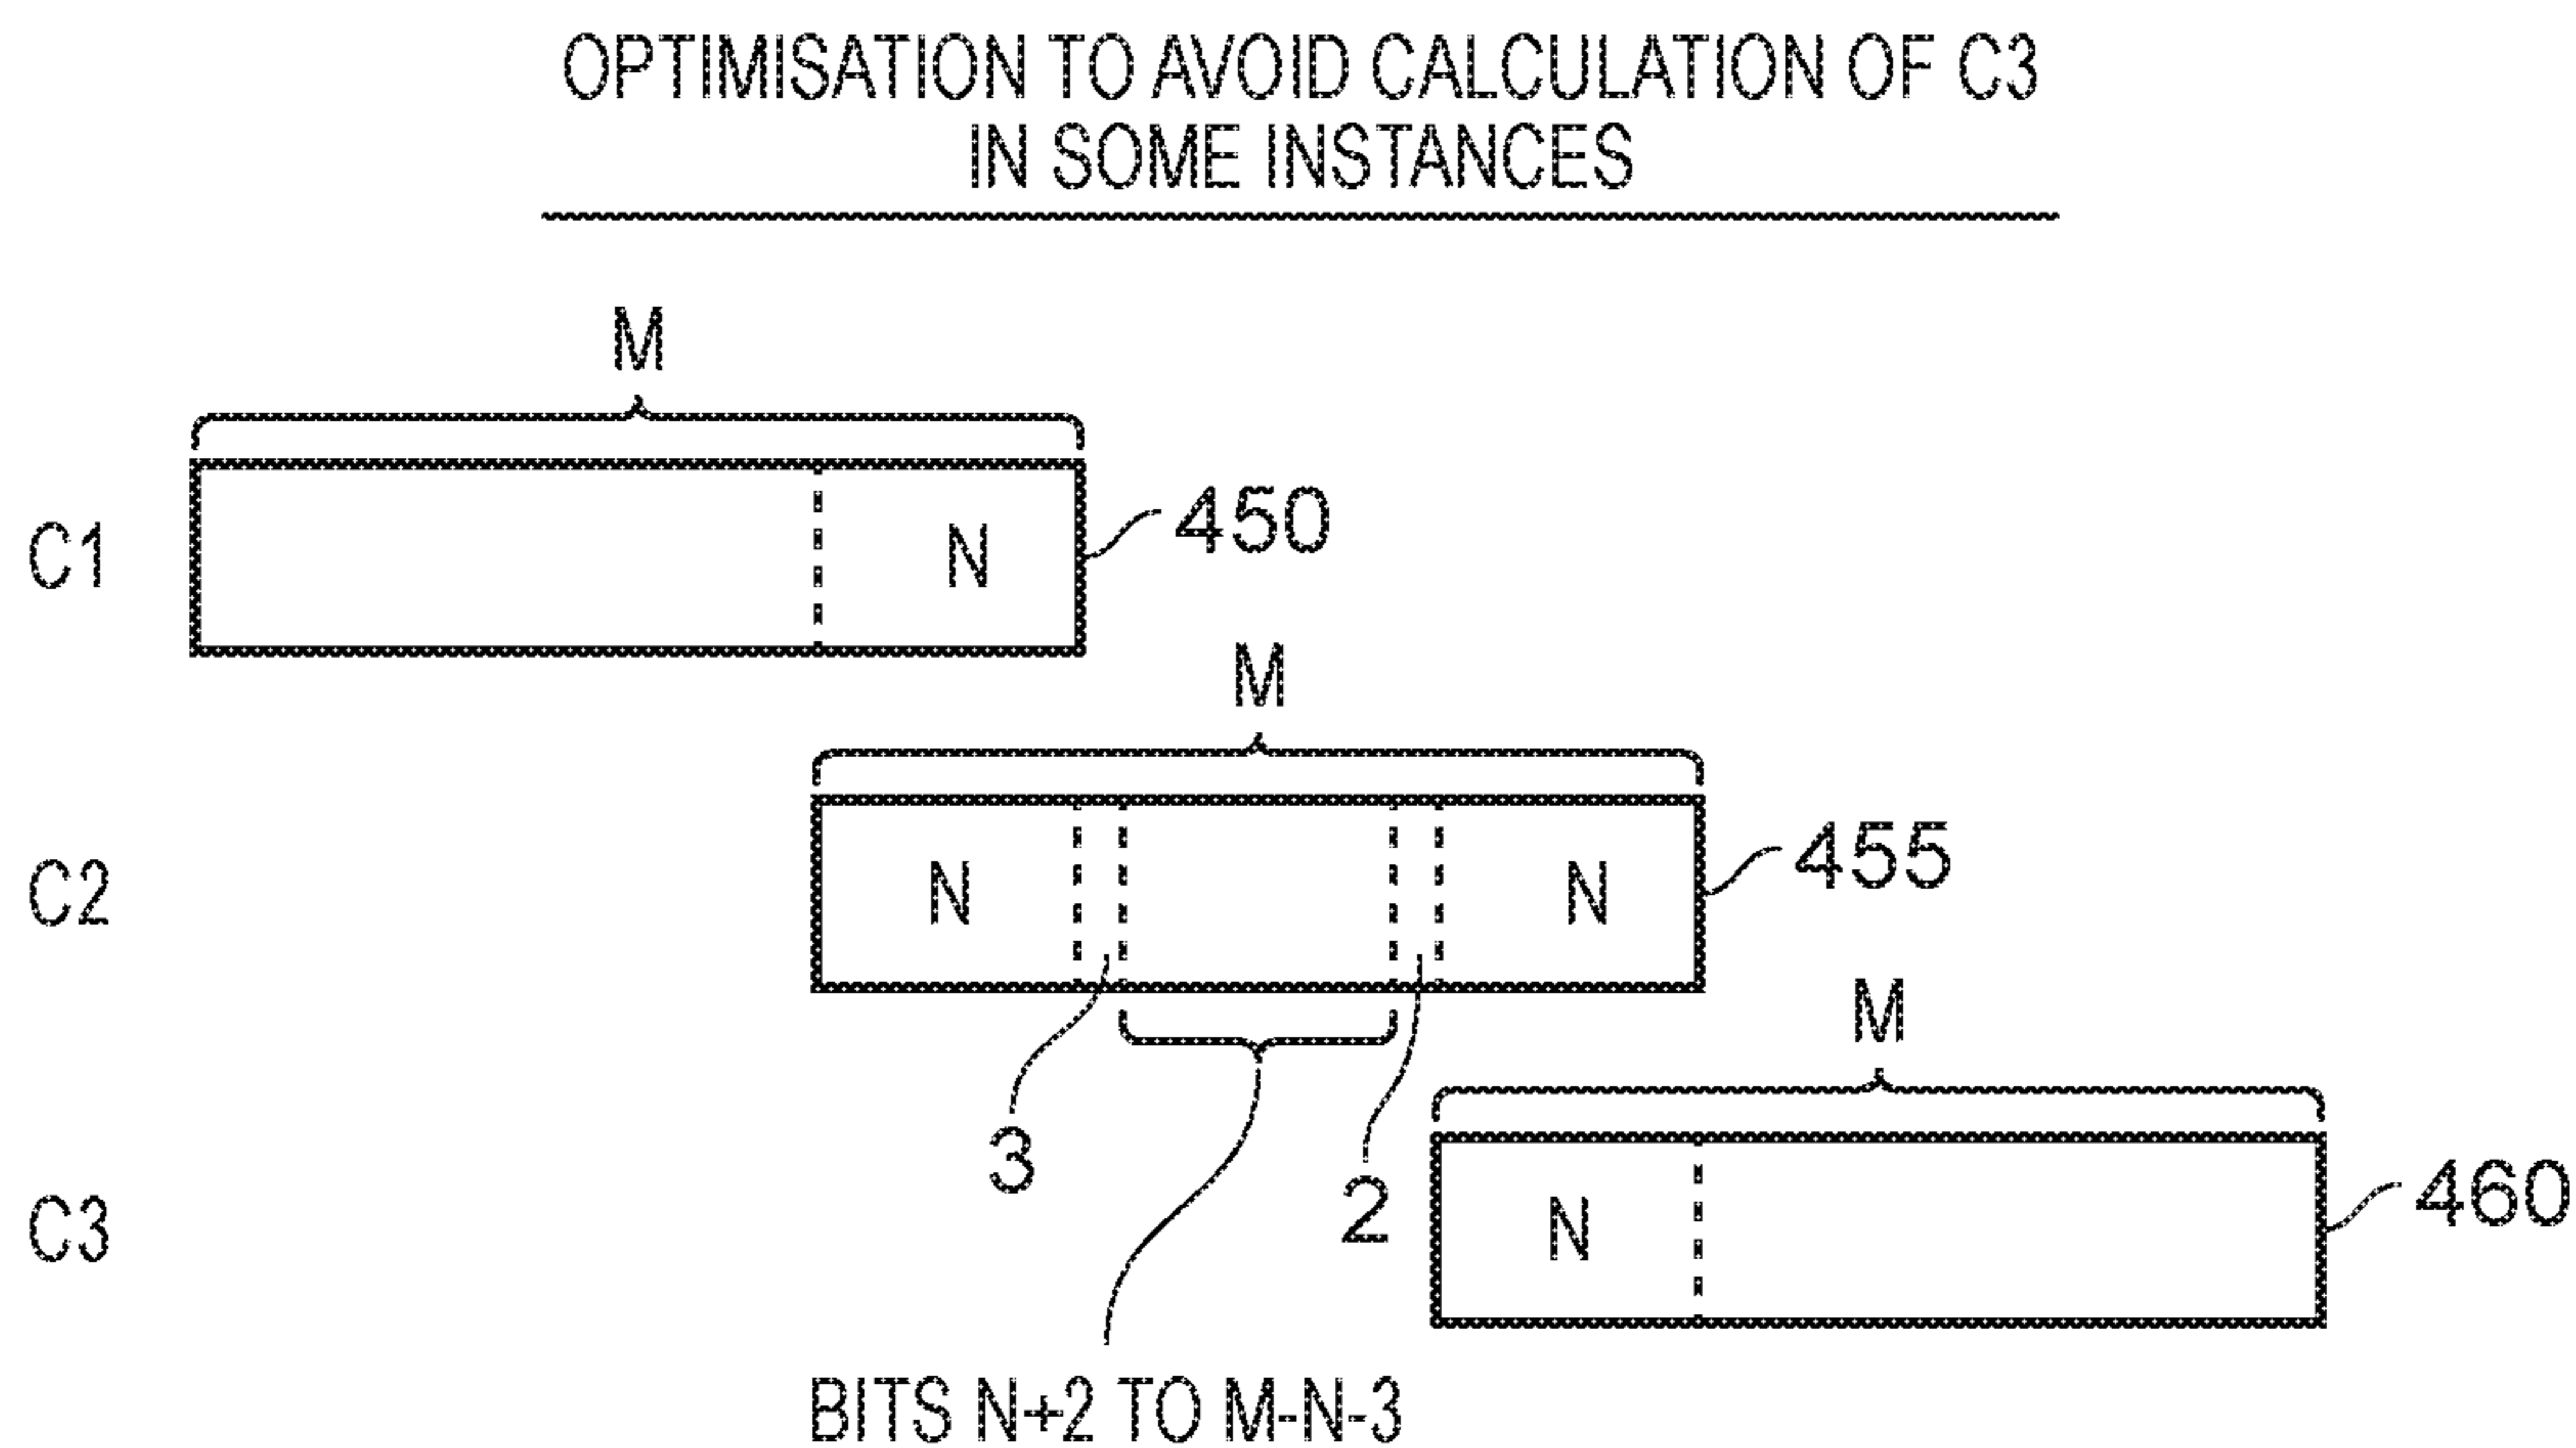 OPTIMISATION TO AVOID CALCULATION OF C3
IN SOME INSTANCES
M
C1
N
450
M
C2
N
N
455
M
3
2
C3
N
460
BITS N+2 TO M-N-3